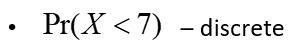 • Pr(X < 7) – discrete